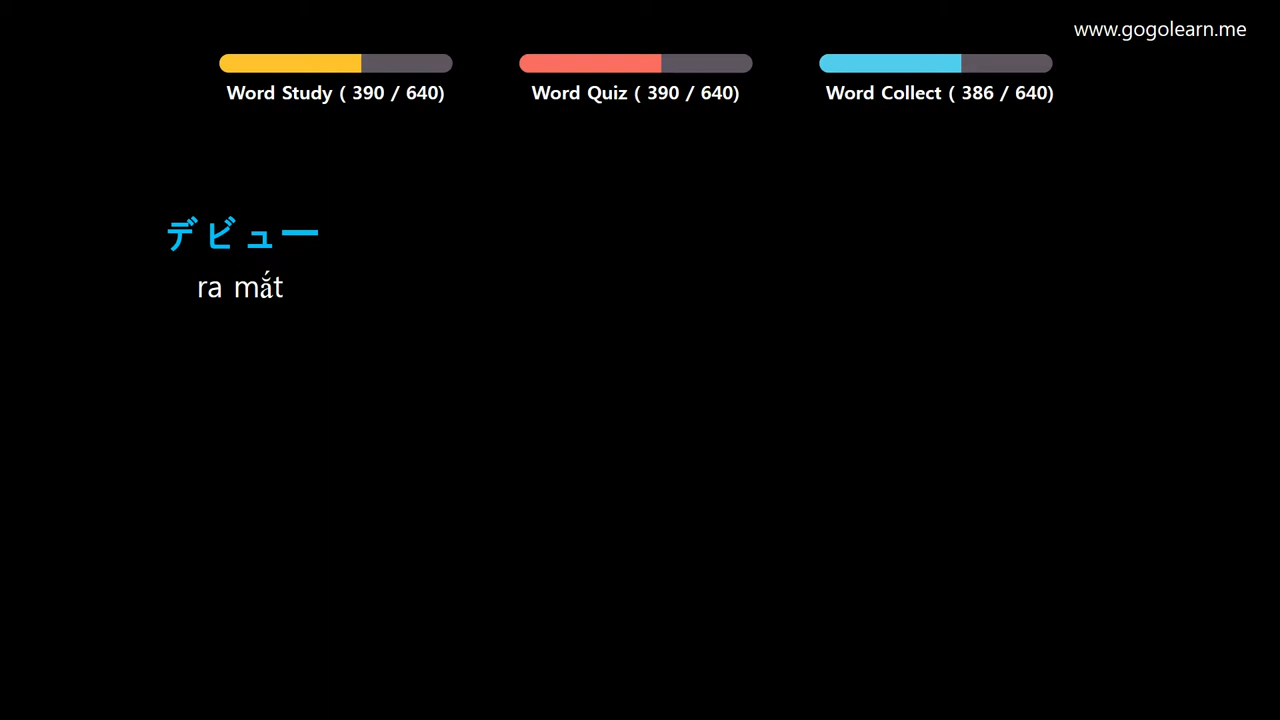 www.gogolearn.me
Word Study ( 390 / 640)
Word Quiz ( 390 / 640)
Word Collect ( 386 / 640)
デビュー
ra mắt